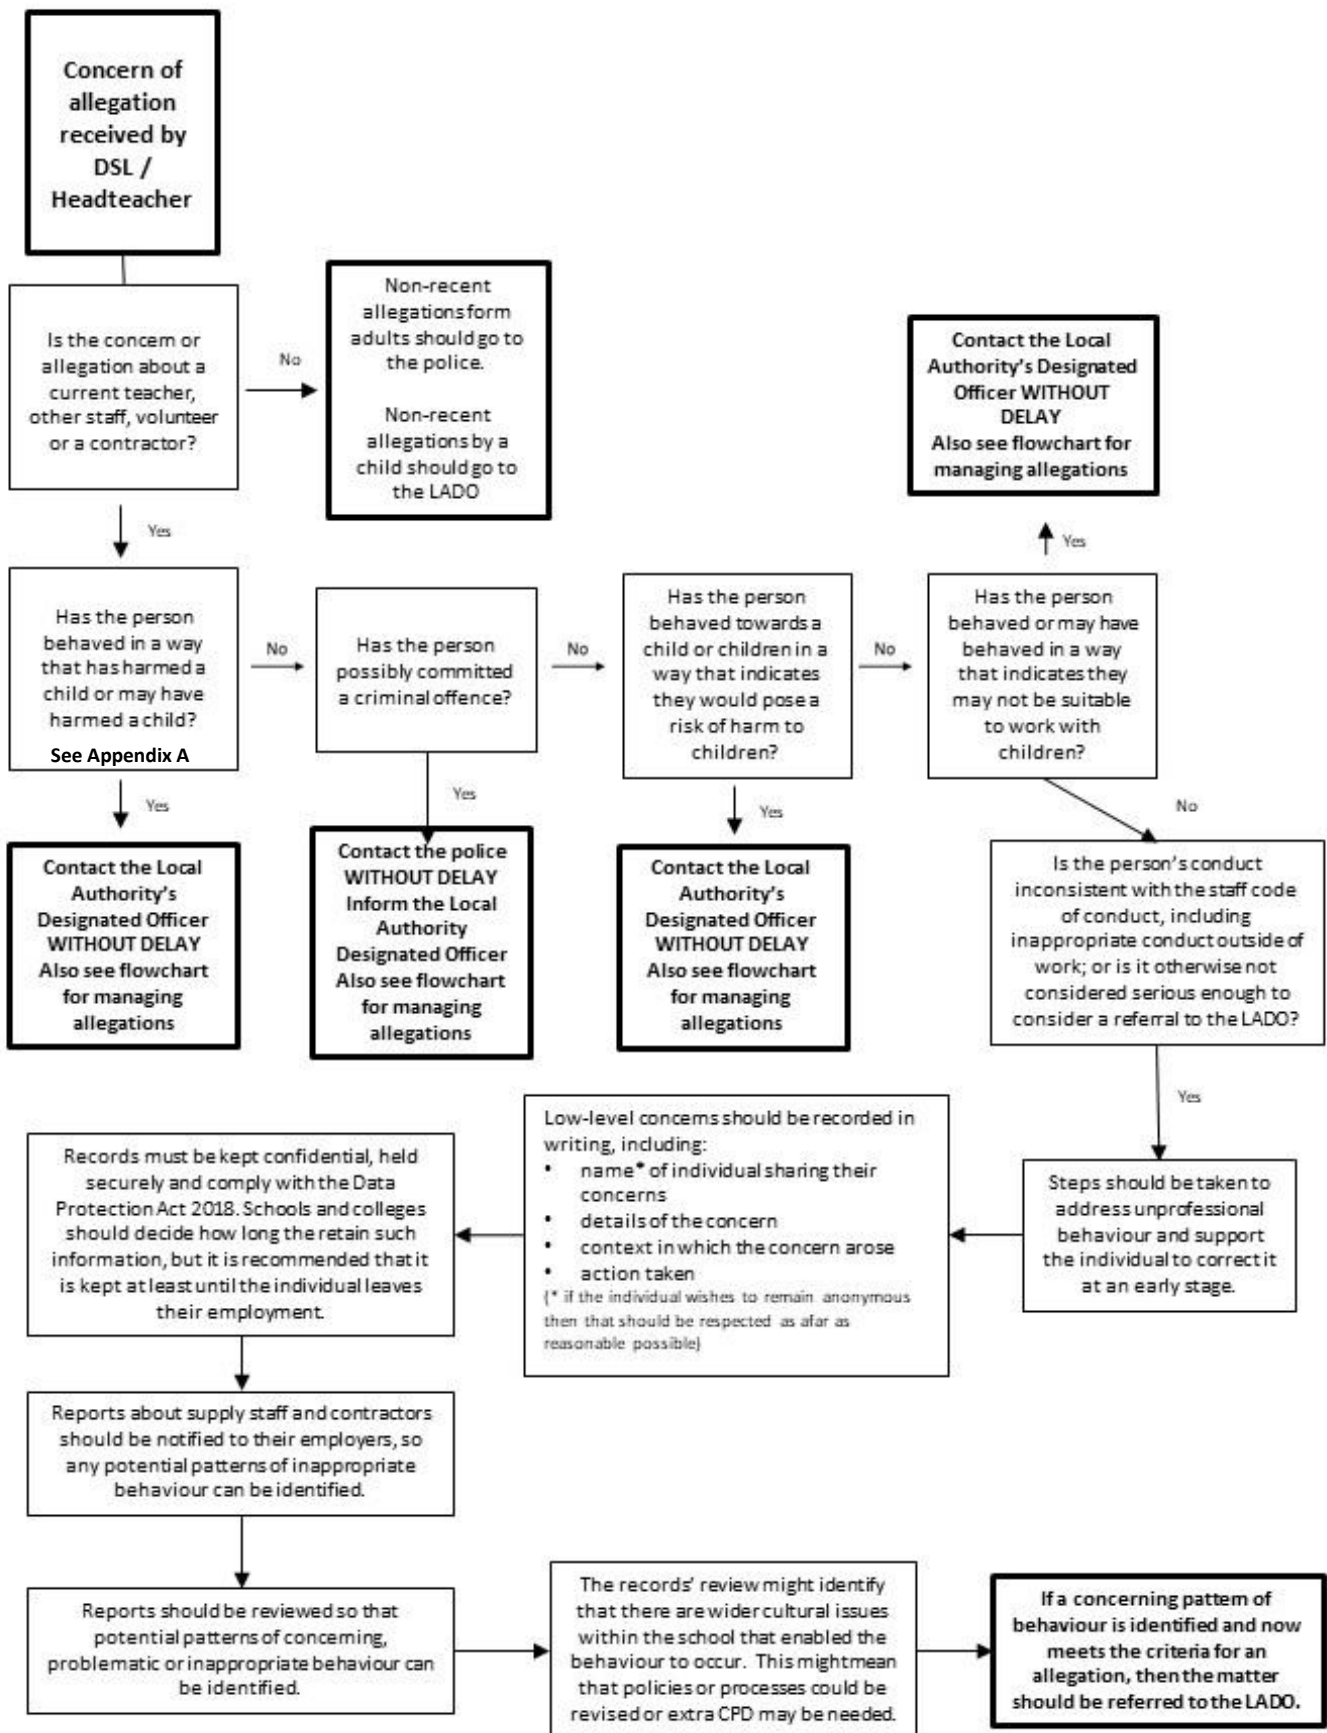 Concern of
allegation
received by
DSL /
Headteacher
Is the concern or
allegation about a
current teacher,
other staff, volunteer
or a contractor?
No
Non-recent
allegations form
adults should go to
the police.
Non-recent
allegations by a
child should go to
the LADO
Yes
Contact the Local
Authority's Designated
Officer WITHOUT
DELAY
Also see flowchart for
managing allegations
Yes
Has the person
behaved in a way
that has harmed a
child or may have
harmed a child?
See Appendix A
No
Has the person
possibly committed
a criminal offence?
No
Has the person
behaved towards a
child or children in a
way that indicates
they would pose a
risk of harm to
children?
No
Has the person
behaved or may have
behaved in a way
that indicates they
may not be suitable
to work with
children?
Yes
Contact the Local
Authority's
Designated Officer
WITHOUT DELAY
Also see flowchart
for managing
allegations
Yes
Contact the police
WITHOUT DELAY
Inform the Local
Authority
Designated Officer
Also see flowchart
for managing
allegations
Yes
Contact the Local
Authority's
Designated Officer
WITHOUT DELAY
Also see flowchart
for managing
allegations
No
Is the person's conduct
inconsistent with the staff code
of conduct, including
inappropriate conduct outside of
work; or is it otherwise not
considered serious enough to
consider a referral to the LADO?
Yes
Steps should be taken to
address unprofessional
behaviour and support
the individual to correct it
at an early stage.
Low-level concerns should be recorded in
writing, including:
• name* of individual sharing their
concerns
• details of the concern
• context in which the concern arose
• action taken
(* if the individual wishes to remain anonymous
then that should be respected as afar as
reasonable possible)
Records must be kept confidential, held
securely and comply with the Data
Protection Act 2018. Schools and colleges
should decide how long the retain such
information, but it is recommended that it
is kept at least until the individual leaves
their employment.
Reports about supply staff and contractors
should be notified to their employers, so
any potential patterns of inappropriate
behaviour can be identified.
Reports should be reviewed so that
potential patterns of concerning,
problematic or inappropriate behaviour can
be identified.
The records' review might identify
that there are wider cultural issues
within the school that enabled the
behaviour to occur. This might mean
that policies or processes could be
revised or extra CPD may be needed.
If a concerning pattern of
behaviour is identified and now
meets the criteria for an
allegation, then the matter
should be referred to the LADO.